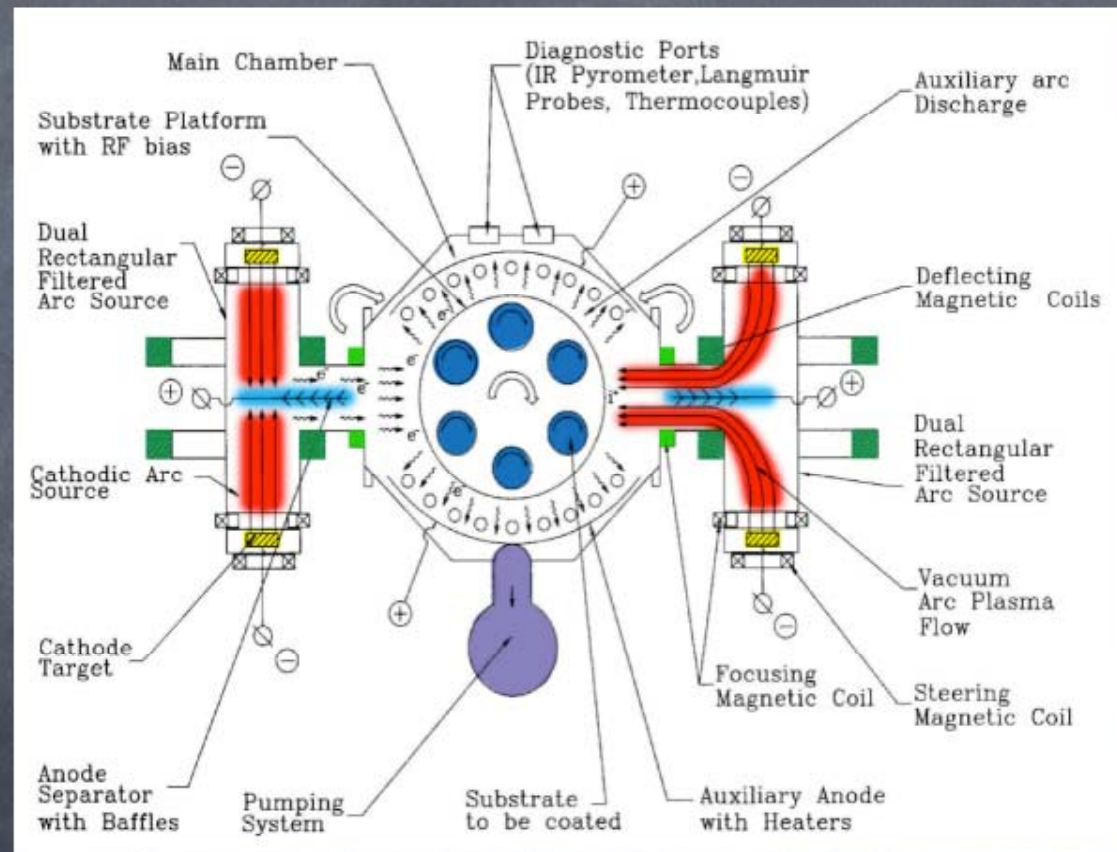 Main Chamber
Diagnostic Ports
(IR Pyrometer,Langmuir
Probes, Thermocouples)
Auxiliary arc
Discharge
Substrate Platform
with RF bias
Dual
Rectangular
Filtered
Arc Source
Deflecting
Magnetic Coils
e⁻
e⁻
e⁻
e⁻
e⁻
Cathodic Arc
Source
Dual
Rectangular
Filtered
Arc Source
Vacuum
Arc Plasma
Flow
Cathode
Target
Focusing
Magnetic Coil
Steering
Magnetic Coil
Anode
Separator
with Baffles
Pumping
System
Substrate
to be coated
Auxiliary Anode
with Heaters